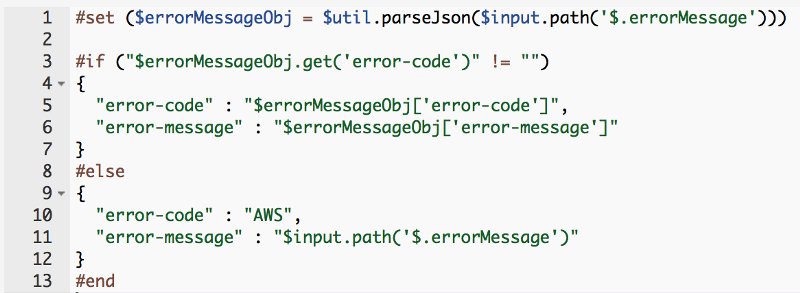 1 #set ($errorMessageObj = $util.parseJson($input.path('$.errorMessage')))
2
3 #if ("$errorMessageObj.get('error-code')" != "")
4 {
5   "error-code" : "$errorMessageObj['error-code']",
6   "error-message" : "$errorMessageObj['error-message']"
7 }
8 #else
9 {
10   "error-code" : "AWS",
11   "error-message" : "$input.path('$.errorMessage')"
12 }
13 #end